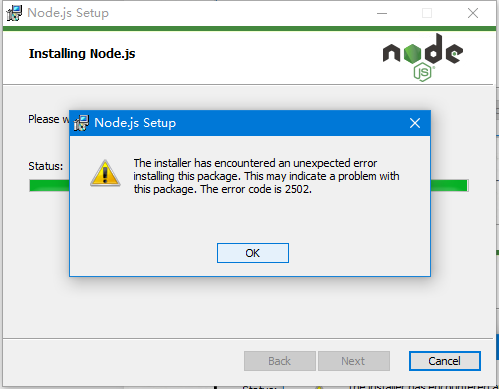 Node.js Setup
Installing Node.js
node
JS
Please w
Node.js Setup
The installer has encountered an unexpected error
installing this package. This may indicate a problem with
this package. The error code is 2502.
Status:
OK
Back
Next
Cancel